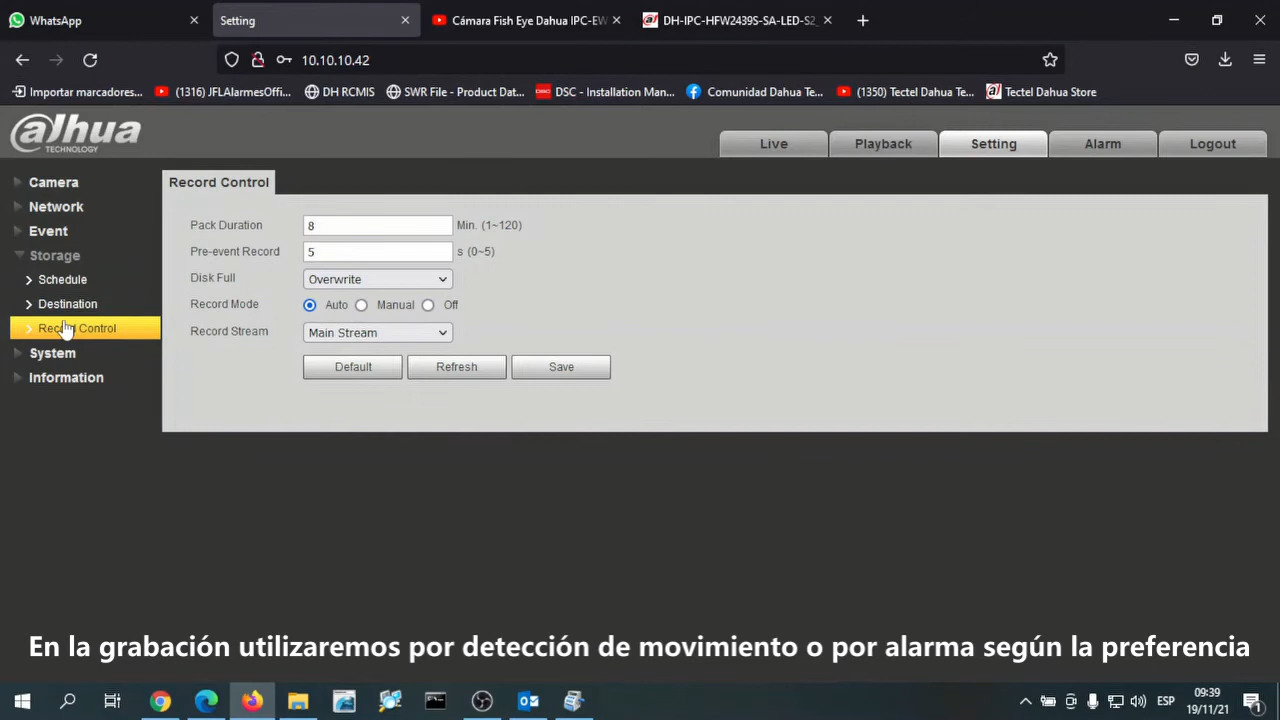 WhatsApp
Setting
Cámara Fish Eye Dahua IPC-EW
DH-IPC-HFW2439S-SA-LED-S2_
10.10.10.42
Importar marcadores...
(1316) JFLAlarmesOffi...
DH RCMIS
SWR File - Product Dat...
DSC - Installation Man...
Comunidad Dahua Te...
(1350) Tectel Dahua Te...
Tectel Dahua Store
alhua
TECHNOLOGY
Live
Playback
Setting
Alarm
Logout
Camera
Network
Event
Storage
Schedule
Destination
Record Control
System
Information
Record Control
Pack Duration 8 Min. (1~120)
Pre-event Record 5 s (0~5)
Disk Full Overwrite
Record Mode Auto Manual Off
Record Stream Main Stream
Default Refresh Save
En la grabación utilizaremos por detección de movimiento o por alarma según la preferencia
ESP
09:39
19/11/21
1